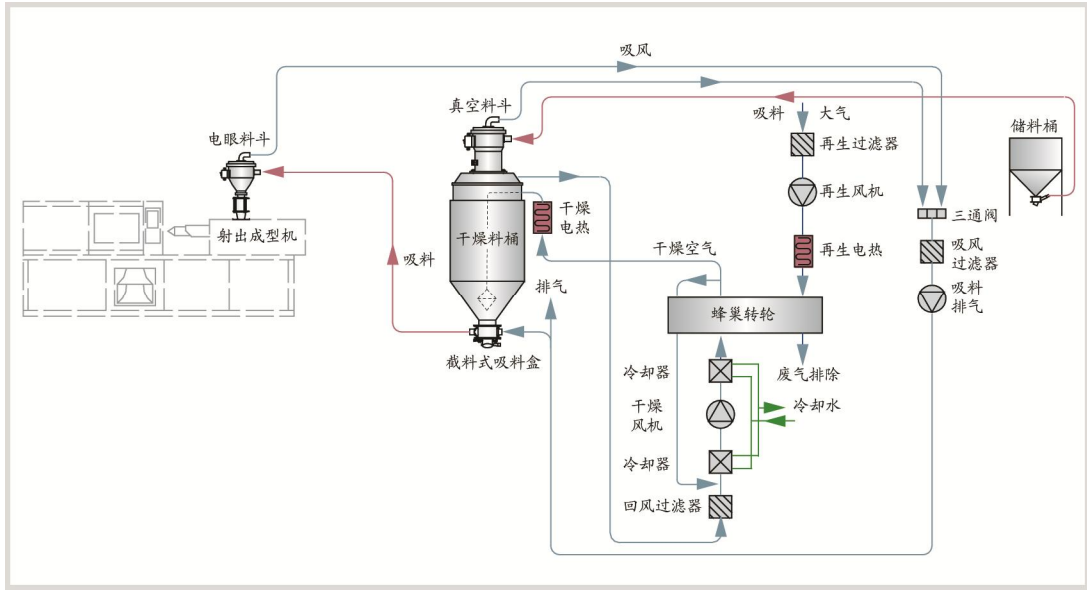 吸风
真空料斗
吸料
大气
储料桶
电眼料斗
再生过滤器
再生风机
三通阀
干燥
电热
射出成型机
干燥料桶
干燥空气
再生电热
吸风
过滤器
吸料
排气
吸料
排气
蜂巢转轮
截料式吸料盒
冷却器
废气排除
干燥
风机
冷却水
冷却器
回风过滤器